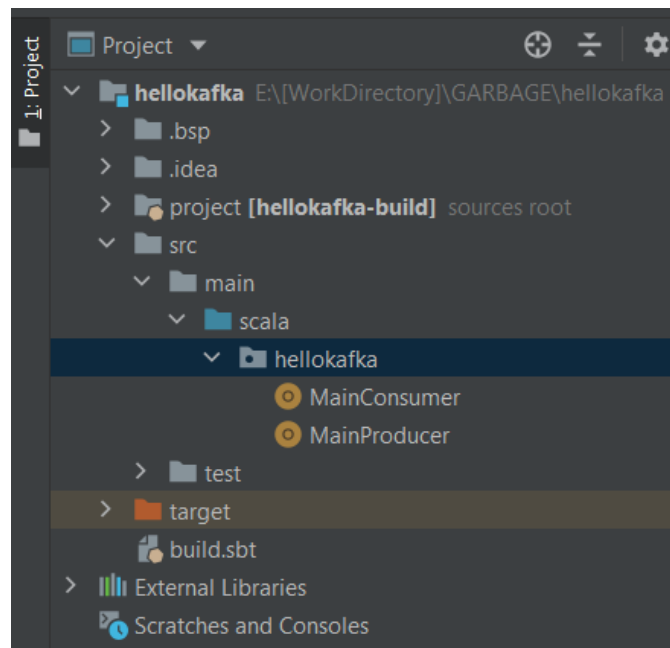 1: Project
Project
hellokafka E:\[WorkDirectory]\GARBAGE\hellokafka
.bsp
.idea
project [hellokafka-build] sources root
src
main
scala
hellokafka
MainConsumer
MainProducer
test
target
build.sbt
External Libraries
Scratches and Consoles